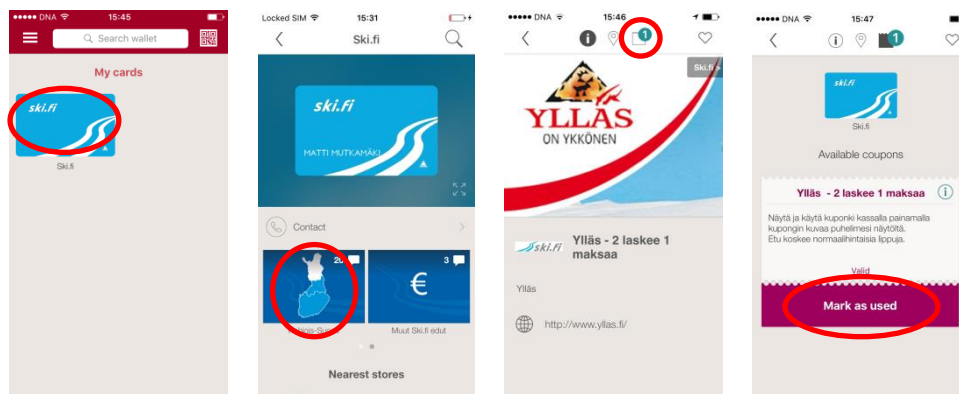 DNA 15:45
Search wallet
My cards
ski.fi
Ski.fi
Locked SIM 15:31
Ski.fi
ski.fi
MATTI MUTKAMÄKI
Contact
20
3
€
Muut Ski.fi edut
Nearest stores
DNA 15:46
1
Ski.fi >
YLLÄS
ON YKKÖNEN
ski.fi
Ylläs - 2 laskee 1
maksaa
Ylläs
http://www.yllas.fi/
DNA 15:47
1
ski.fi
Ski.fi
Available coupons
Ylläs - 2 laskee 1 maksaa
Näytä ja käytä kuponki kassalla painamalla
kupongin kuvaa puhelimesi näytöltä.
Etu koskee normaalihintaisia lippuja.
Valid
Mark as used